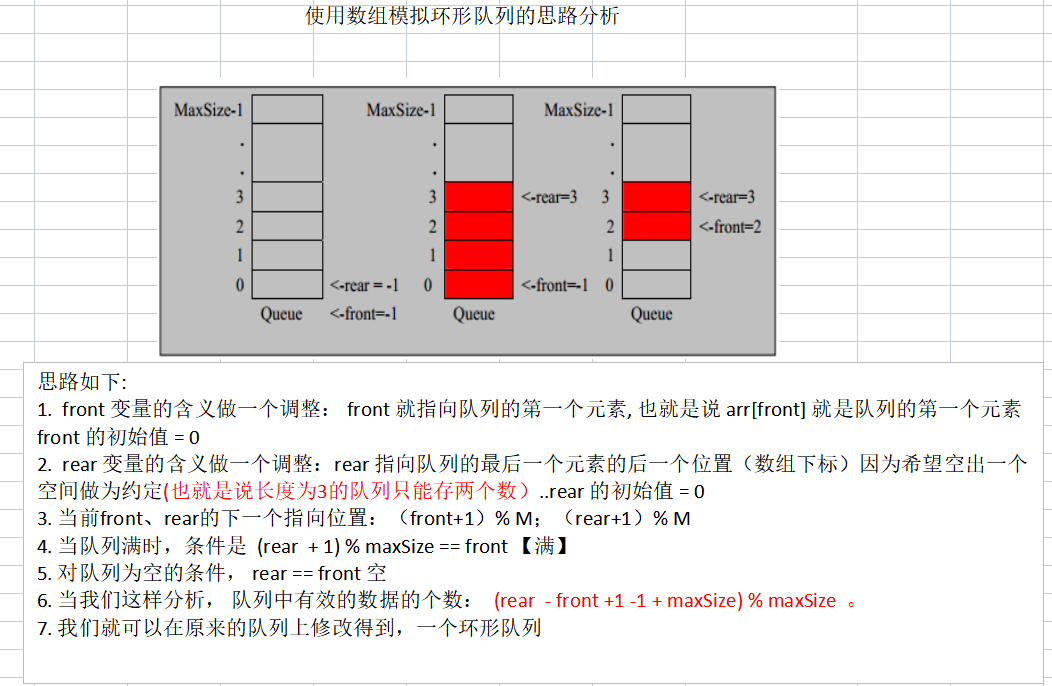 使用数组模拟环形队列的思路分析
MaxSize-1 MaxSize-1 MaxSize-1
. . .
. . .
3 3 <-rear=3 3 <-rear=3
2 2 2 <-front=2
1 1 1
0 <-rear = -1 0 <-front=-1 0
Queue <-front=-1 Queue Queue
思路如下:
1. front 变量的含义做一个调整： front 就指向队列的第一个元素, 也就是说 arr[front] 就是队列的第一个元素
front 的初始值 = 0
2. rear 变量的含义做一个调整：rear 指向队列的最后一个元素的后一个位置（数组下标）因为希望空出一个
空间做为约定(也就是说长度为3的队列只能存两个数）..rear 的初始值 = 0
3. 当前front、rear的下一个指向位置：（front+1）% M；（rear+1）% M
4. 当队列满时，条件是 (rear + 1) % maxSize == front 【满】
5. 对队列为空的条件， rear == front 空
6. 当我们这样分析， 队列中有效的数据的个数： (rear - front +1 -1 + maxSize) % maxSize 。
7. 我们就可以在原来的队列上修改得到，一个环形队列